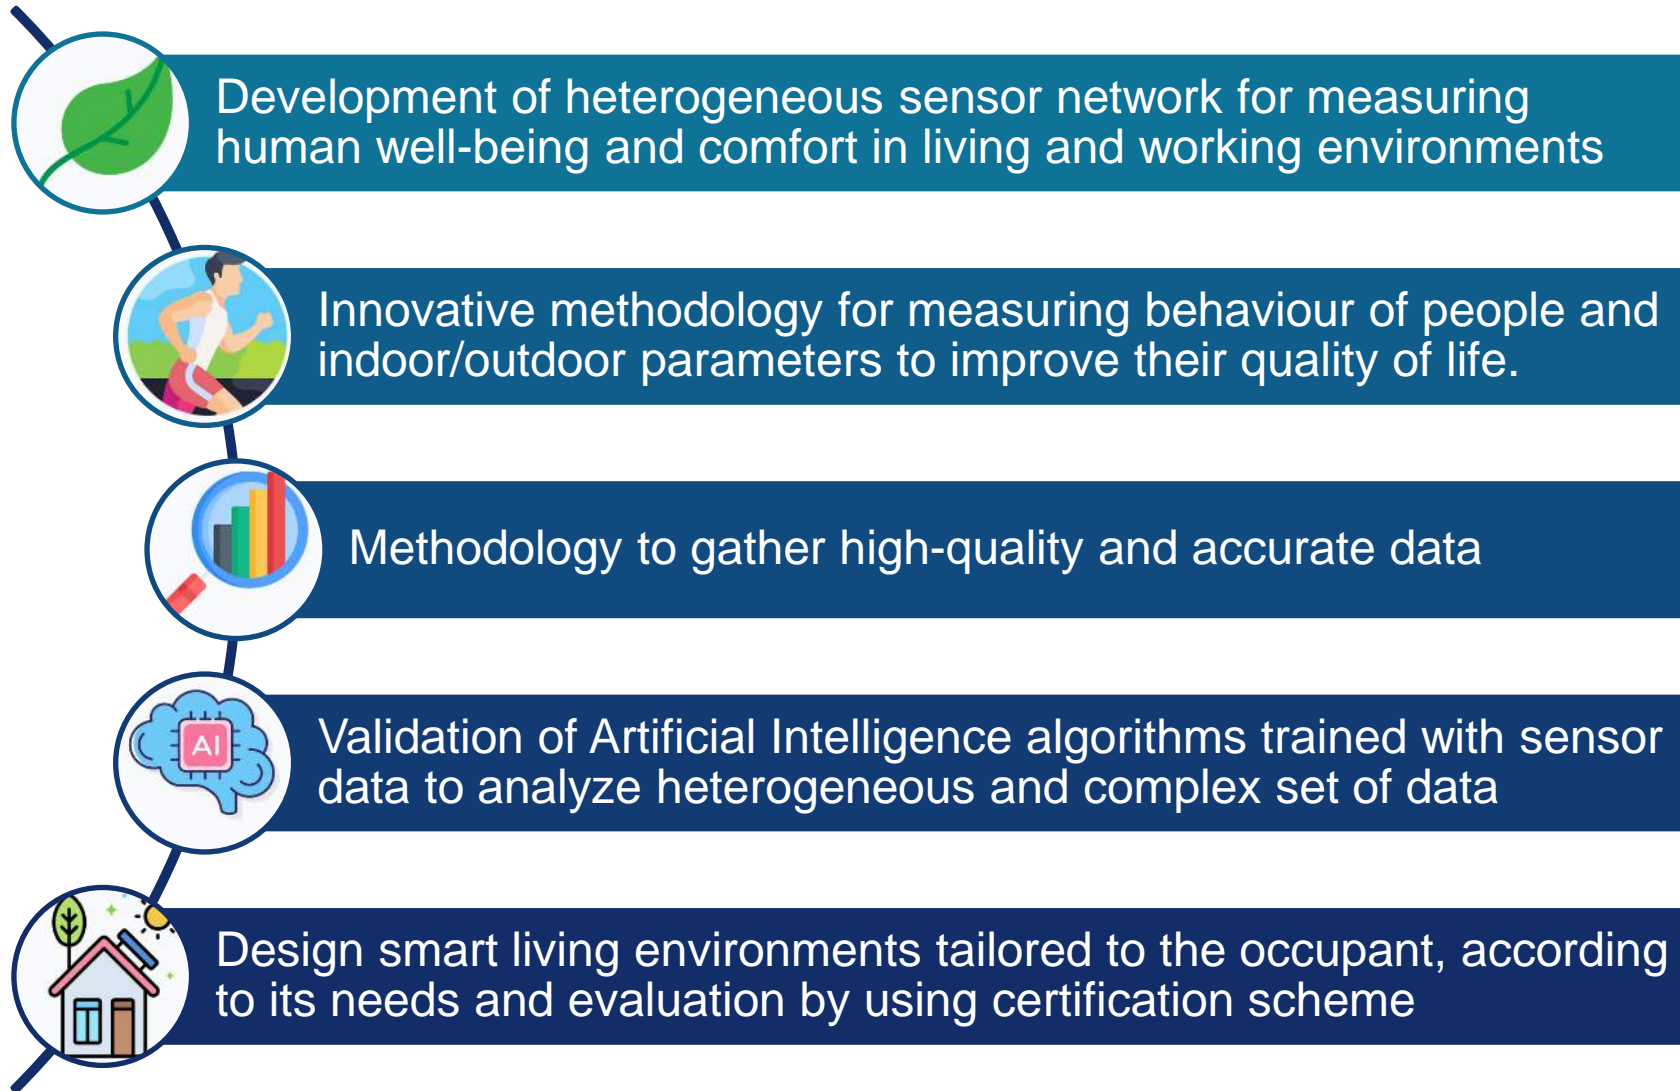 Development of heterogeneous sensor network for measuring
human well-being and comfort in living and working environments
Innovative methodology for measuring behaviour of people and
indoor/outdoor parameters to improve their quality of life.
Methodology to gather high-quality and accurate data
AI
Validation of Artificial Intelligence algorithms trained with sensor
data to analyze heterogeneous and complex set of data
Design smart living environments tailored to the occupant, according
to its needs and evaluation by using certification scheme